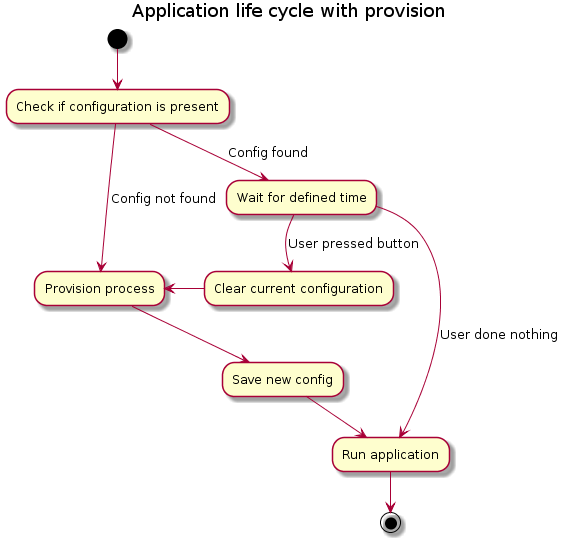 Application life cycle with provision
Check if configuration is present
Config found
Config not found
Wait for defined time
User pressed button
Provision process
Clear current configuration
User done nothing
Save new config
Run application